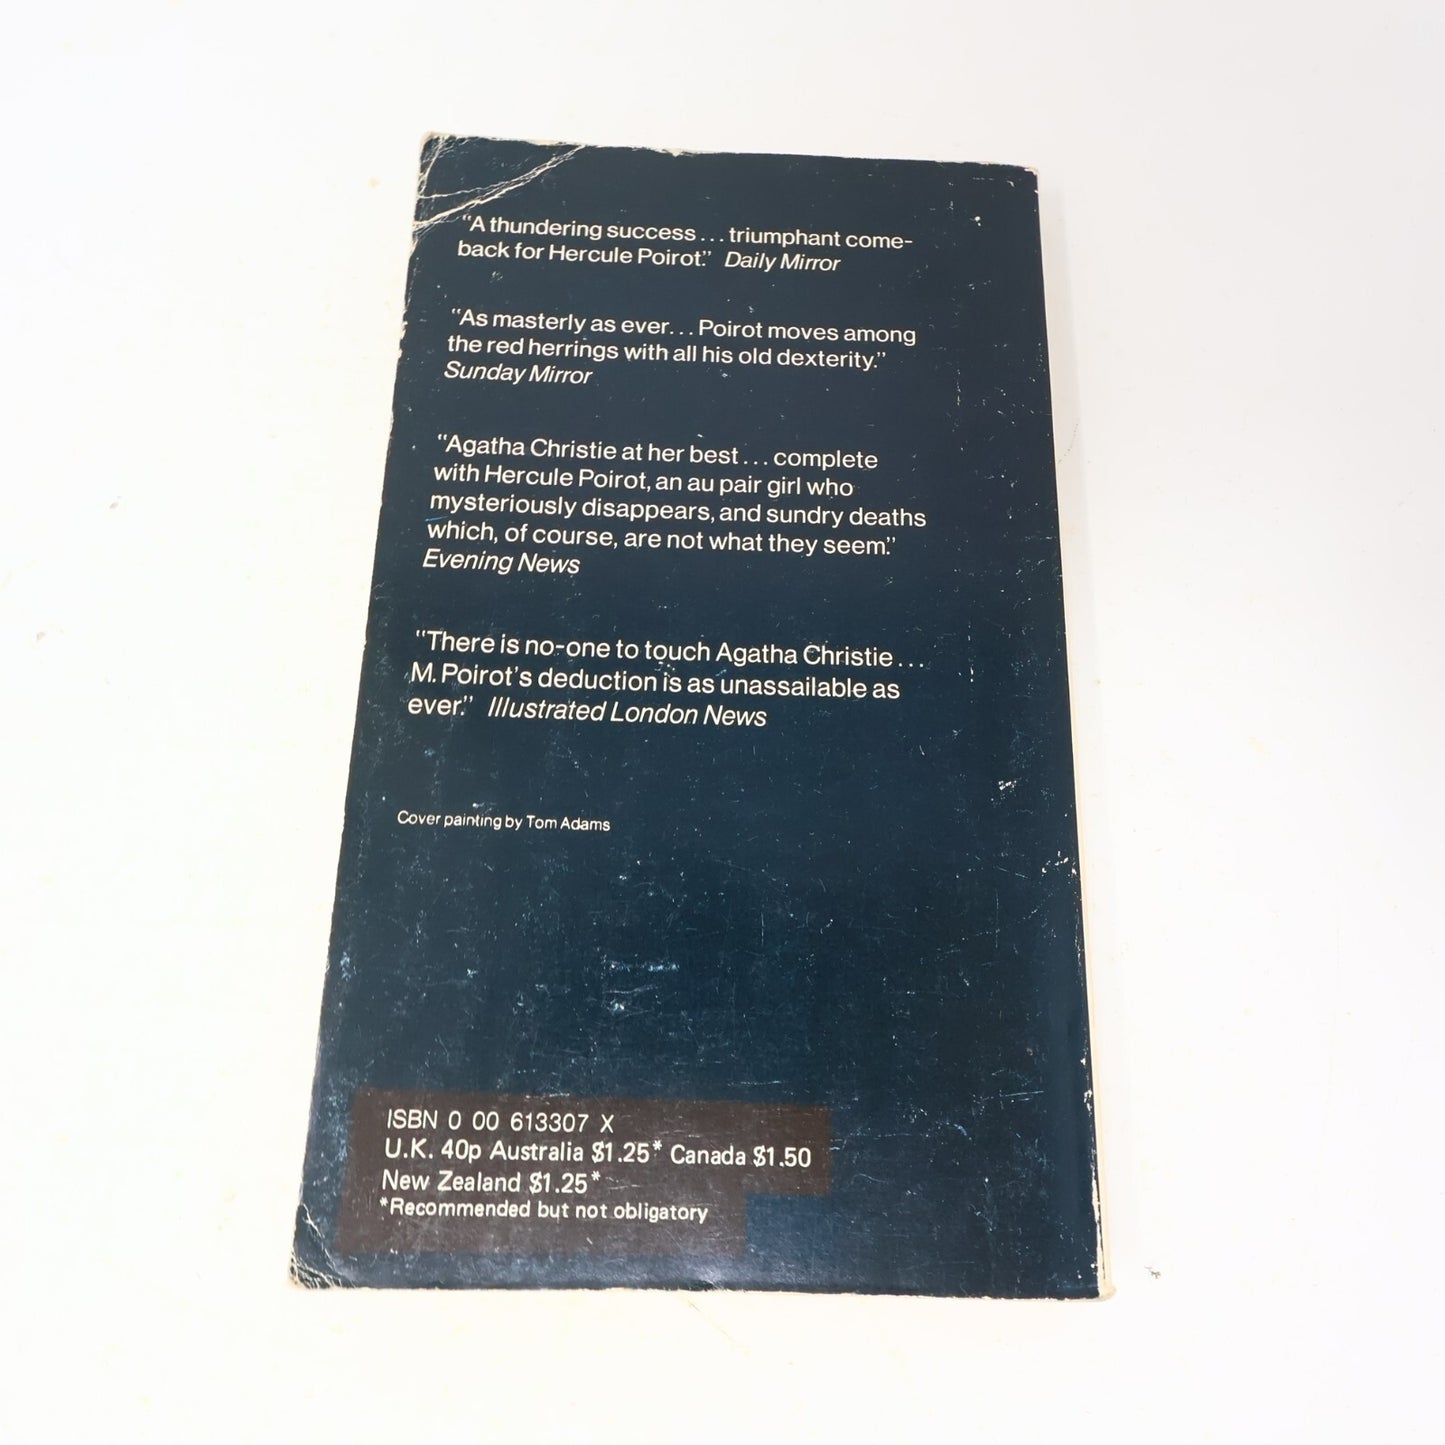 "A thundering success... triumphant come-
back for Hercule Poirot." Daily Mirror
"As masterly as ever... Poirot moves among
the red herrings with all his old dexterity."
Sunday Mirror
"Agatha Christie at her best... complete
with Hercule Poirot, an au pair girl who
mysteriously disappears, and sundry deaths
which, of course, are not what they seem."
Evening News
"There is no-one to touch Agatha Christie...
M. Poirot's deduction is as unassailable as
ever." Illustrated London News
Cover painting by Tom Adams
ISBN 0 00 613307 X
U.K. 40p Australia $1.25* Canada $1.50
New Zealand $1.25*
*Recommended but not obligatory